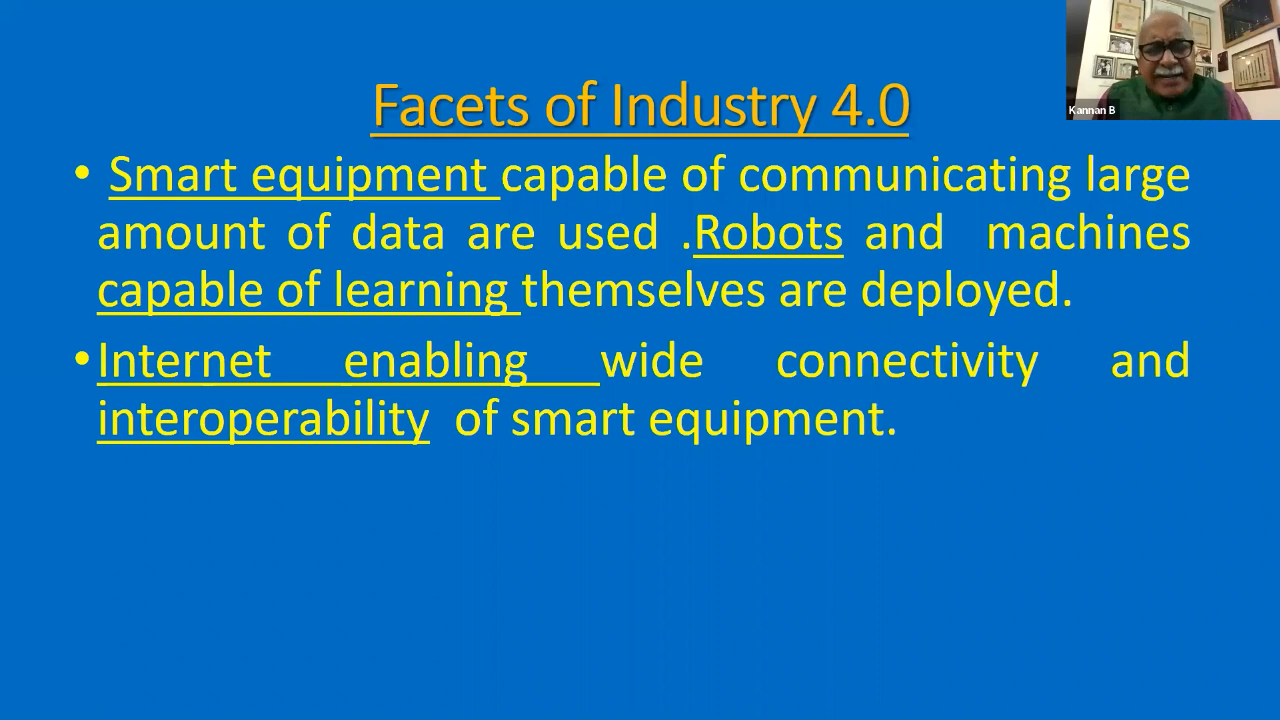 Facets of Industry 4.0
• Smart equipment capable of communicating large
amount of data are used .Robots and machines
capable of learning themselves are deployed.
•Internet enabling wide connectivity and
interoperability of smart equipment.
Kannan B